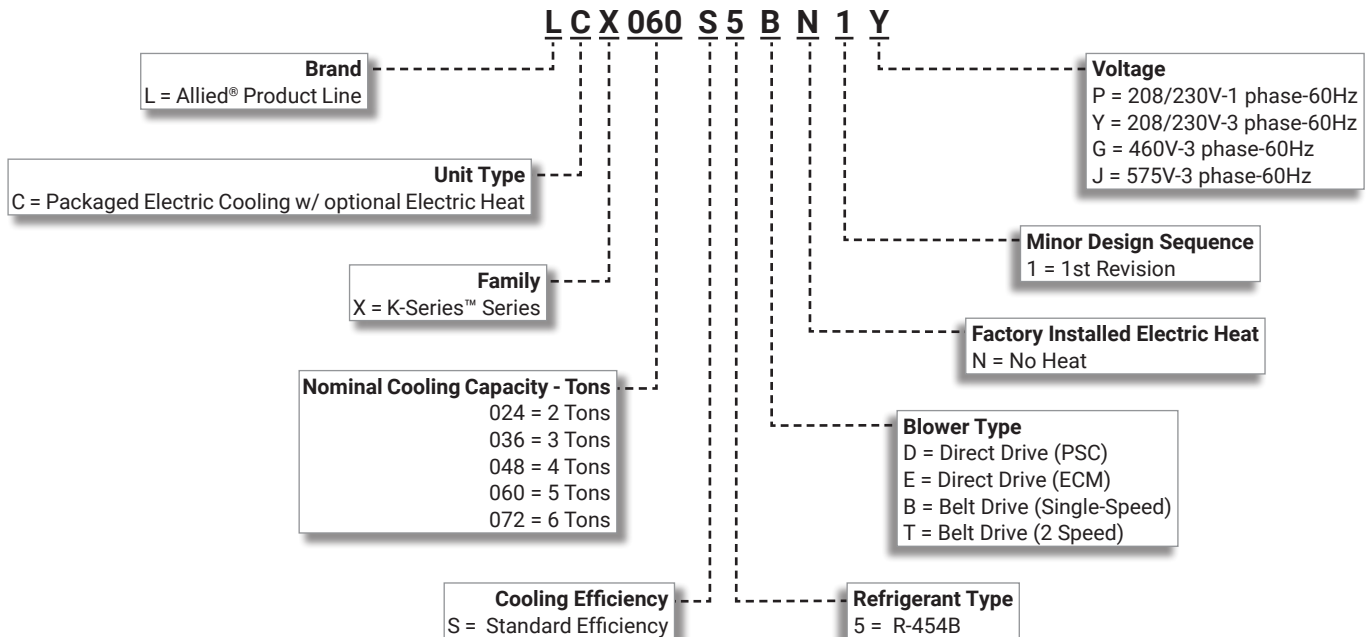 L C X 060 S 5 B N 1 Y
Brand
L = Allied® Product Line
Unit Type
C = Packaged Electric Cooling w/ optional Electric Heat
Family
X = K-Series™ Series
Nominal Cooling Capacity - Tons
024 = 2 Tons
036 = 3 Tons
048 = 4 Tons
060 = 5 Tons
072 = 6 Tons
Cooling Efficiency
S = Standard Efficiency
Voltage
P = 208/230V-1 phase-60Hz
Y = 208/230V-3 phase-60Hz
G = 460V-3 phase-60Hz
J = 575V-3 phase-60Hz
Minor Design Sequence
1 = 1st Revision
Factory Installed Electric Heat
N = No Heat
Blower Type
D = Direct Drive (PSC)
E = Direct Drive (ECM)
B = Belt Drive (Single-Speed)
T = Belt Drive (2 Speed)
Refrigerant Type
5 = R-454B